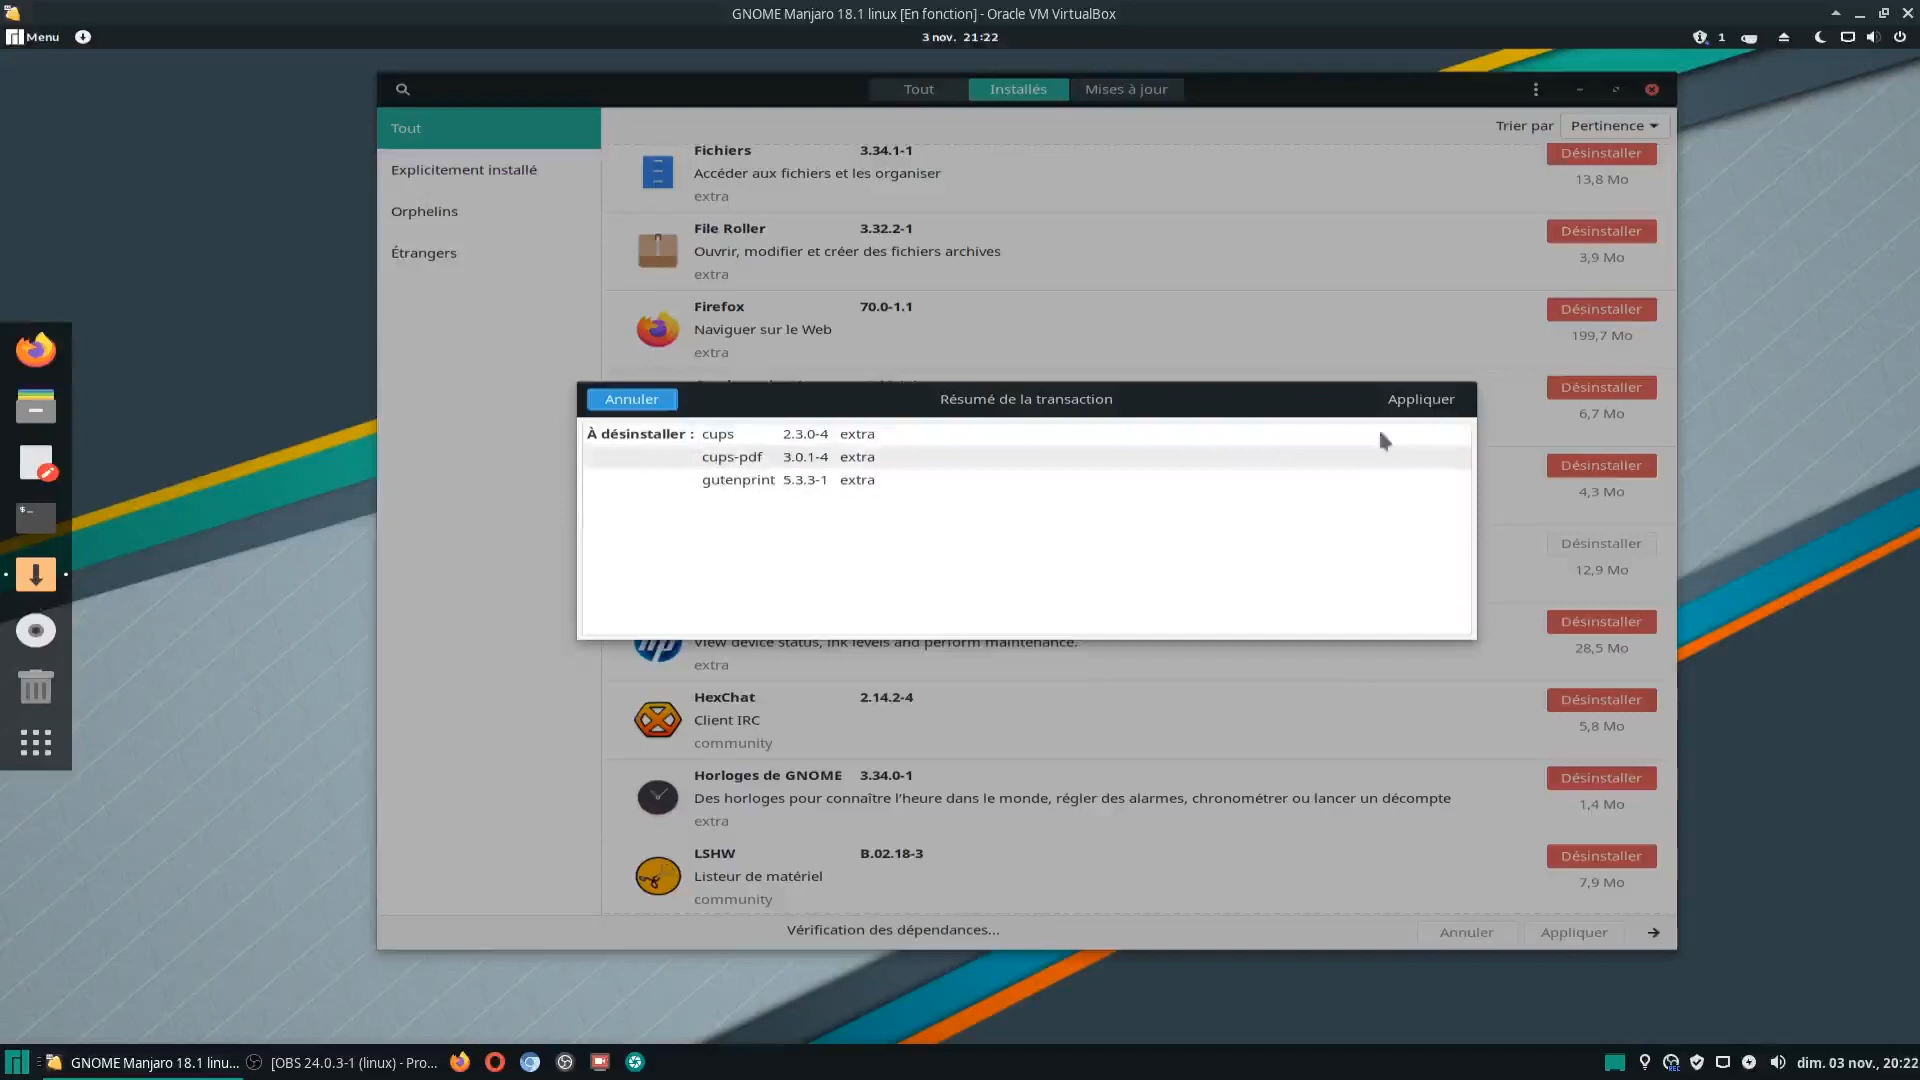 GNOME Manjaro 18.1 linux [En fonction] - Oracle VM VirtualBox
Menu
3 nov. 21:22
1
Tout
Installés
Mises à jour
Tout
Explicitement installé
Orphelins
Étrangers
Trier par
Pertinence
Fichiers 3.34.1-1
Accéder aux fichiers et les organiser
extra
Désinstaller
13,8 Mo
File Roller 3.32.2-1
Ouvrir, modifier et créer des fichiers archives
extra
Désinstaller
3,9 Mo
Firefox 70.0-1.1
Naviguer sur le Web
extra
Désinstaller
199,7 Mo
Désinstaller
6,7 Mo
Désinstaller
4,3 Mo
Désinstaller
12,9 Mo
Annuler
Résumé de la transaction
Appliquer
À désinstaller : cups 2.3.0-4 extra
cups-pdf 3.0.1-4 extra
gutenprint 5.3.3-1 extra
hp
View device status, ink levels and perform maintenance.
extra
Désinstaller
28,5 Mo
HexChat 2.14.2-4
Client IRC
community
Désinstaller
5,8 Mo
Horloges de GNOME 3.34.0-1
Des horloges pour connaître l’heure dans le monde, régler des alarmes, chronométrer ou lancer un décompte
extra
Désinstaller
1,4 Mo
LSHW B.02.18-3
Listeur de matériel
community
Désinstaller
7,9 Mo
Vérification des dépendances...
Annuler
Appliquer
GNOME Manjaro 18.1 linu...
[OBS 24.0.3-1 (linux) - Pro...
REC
dim. 03 nov., 20:22